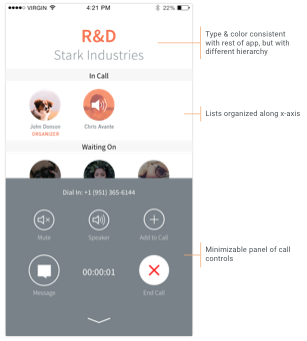 VIRGIN
4:21 PM
22%
R&D
Stark Industries
In Call
John Donson
ORGANIZER
Chris Avante
Waiting On
Dial In: +1 (951) 365-6144
Mute
Speaker
Add to Call
00:00:01
Message
End Call
Type & color consistent
with rest of app, but with
different hierarchy
Lists organized along x-axis
Minimizable panel of call
controls